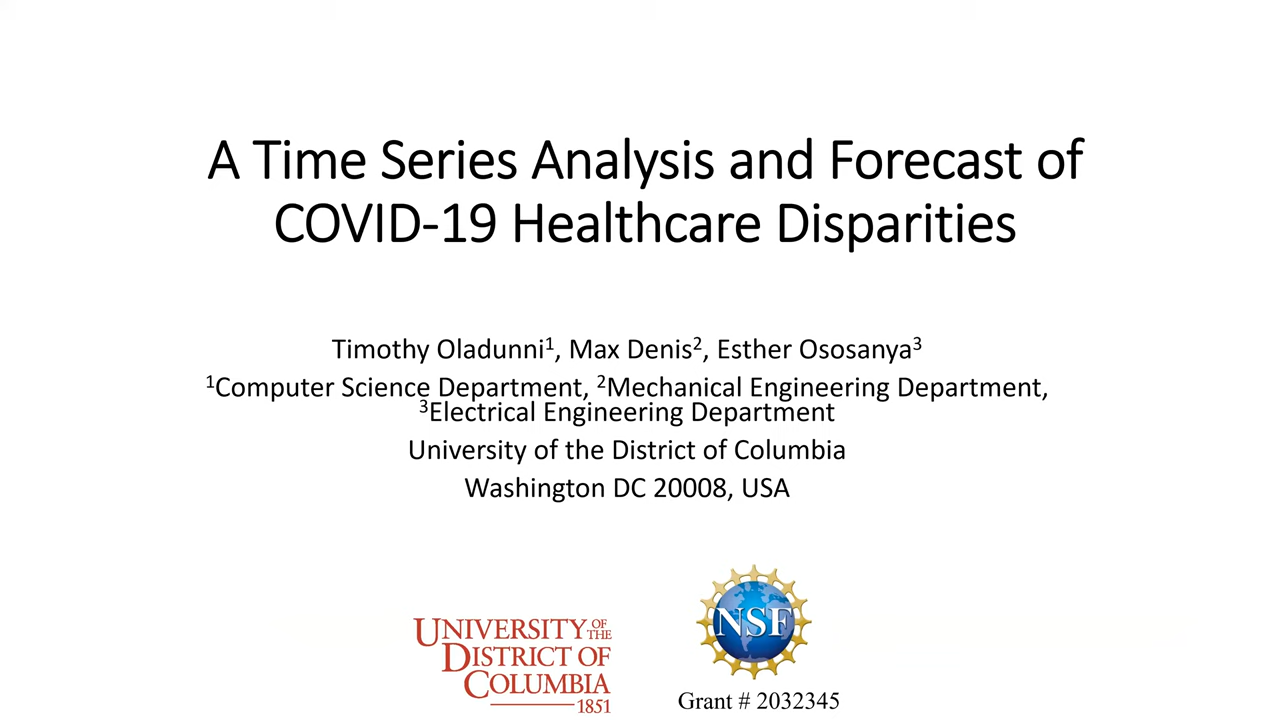 A Time Series Analysis and Forecast of
COVID-19 Healthcare Disparities
Timothy Oladunni¹, Max Denis², Esther Ososanya³
¹Computer Science Department, ²Mechanical Engineering Department,
³Electrical Engineering Department
University of the District of Columbia
Washington DC 20008, USA
UNIVERSITY OF THE
DISTRICT OF
COLUMBIA
1851
NSF
Grant # 2032345